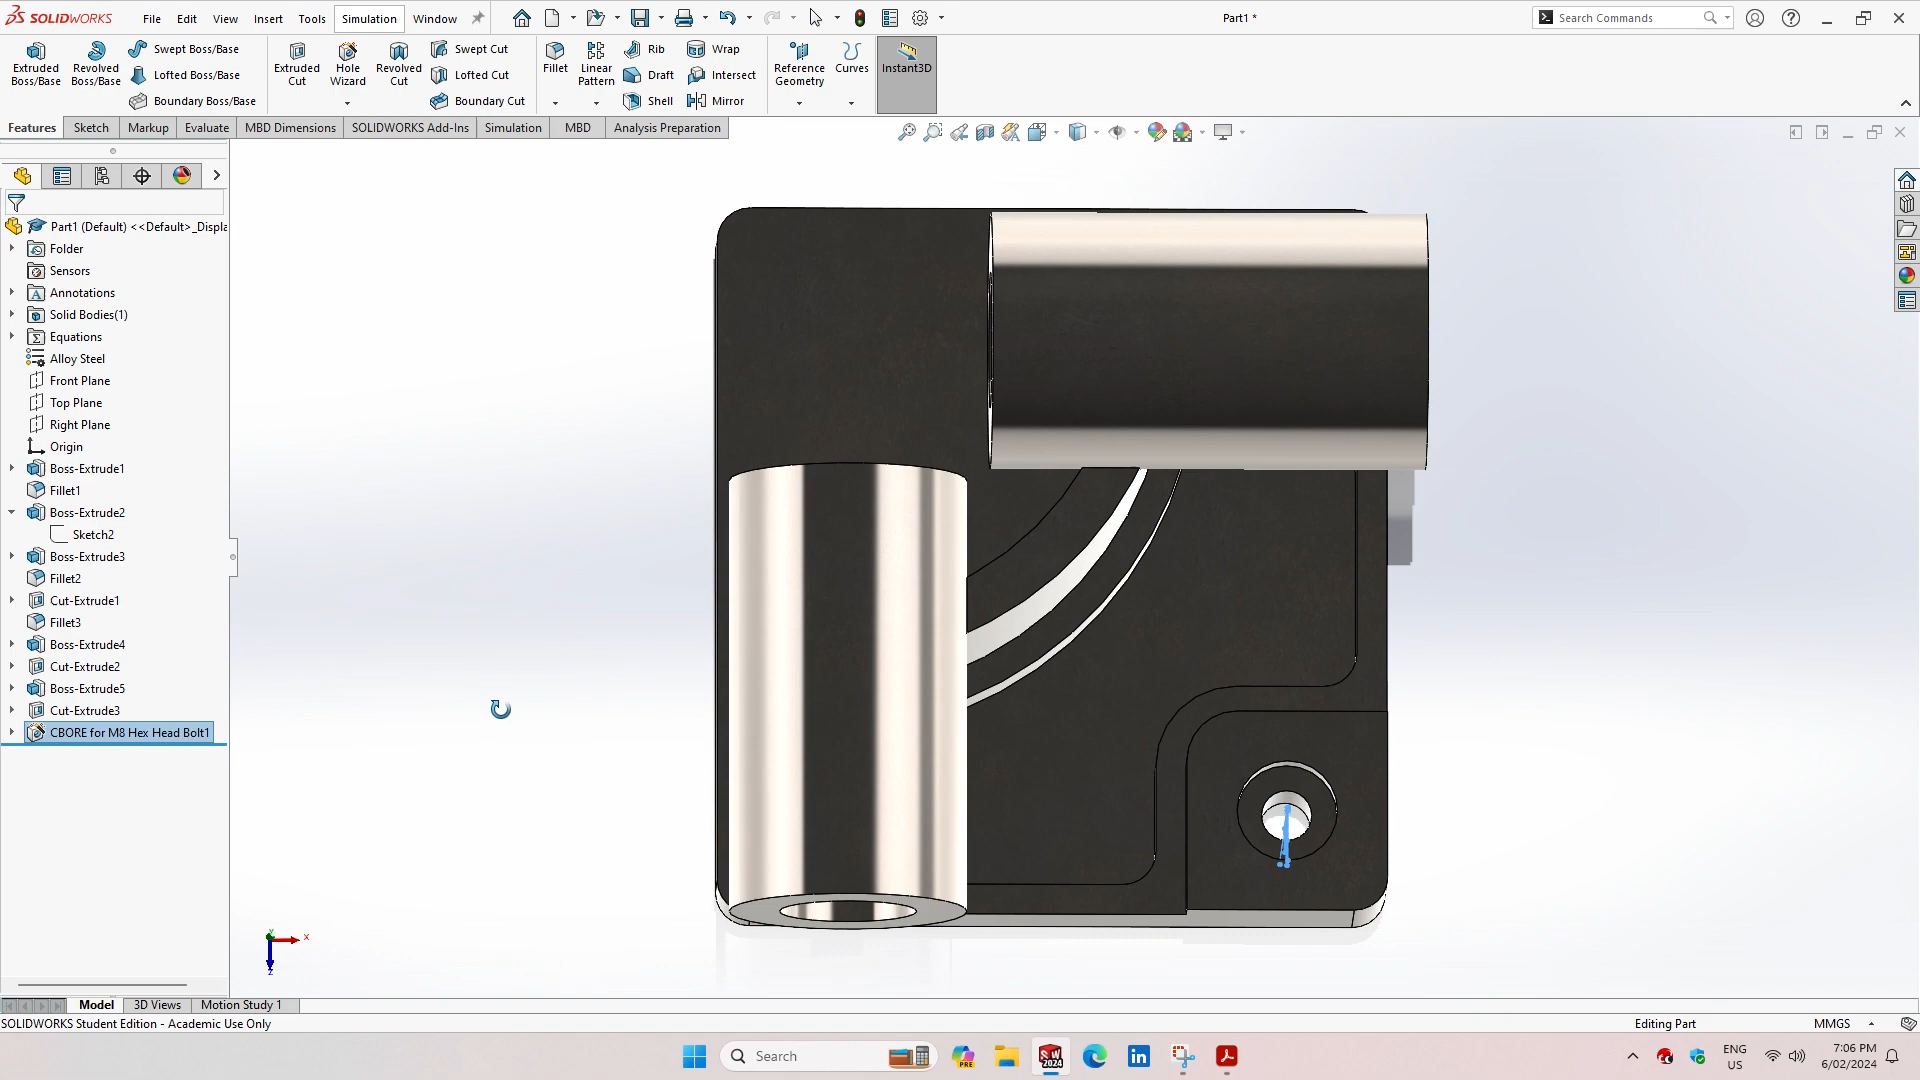 SOLIDWORKS File Edit View Insert Tools Simulation Window Part1 * Search Commands
Extruded Boss/Base Revolved Boss/Base Swept Boss/Base Lofted Boss/Base Boundary Boss/Base Extruded Cut Hole Wizard Revolved Cut Swept Cut Lofted Cut Boundary Cut Fillet Linear Pattern Rib Draft Shell Wrap Intersect Mirror Reference Geometry Curves Instant3D
Features Sketch Markup Evaluate MBD Dimensions SOLIDWORKS Add-Ins Simulation MBD Analysis Preparation
Part1 (Default) <<Default>_Displa
Folder
Sensors
Annotations
Solid Bodies(1)
Equations
Alloy Steel
Front Plane
Top Plane
Right Plane
Origin
Boss-Extrude1
Fillet1
Boss-Extrude2
Sketch2
Boss-Extrude3
Fillet2
Cut-Extrude1
Fillet3
Boss-Extrude4
Cut-Extrude2
Boss-Extrude5
Cut-Extrude3
CBORE for M8 Hex Head Bolt1
Y X Z
Model 3D Views Motion Study 1
SOLIDWORKS Student Edition - Academic Use Only Editing Part MMGS
Search PRE SW 2024 in ENG US 7:06 PM 6/02/2024